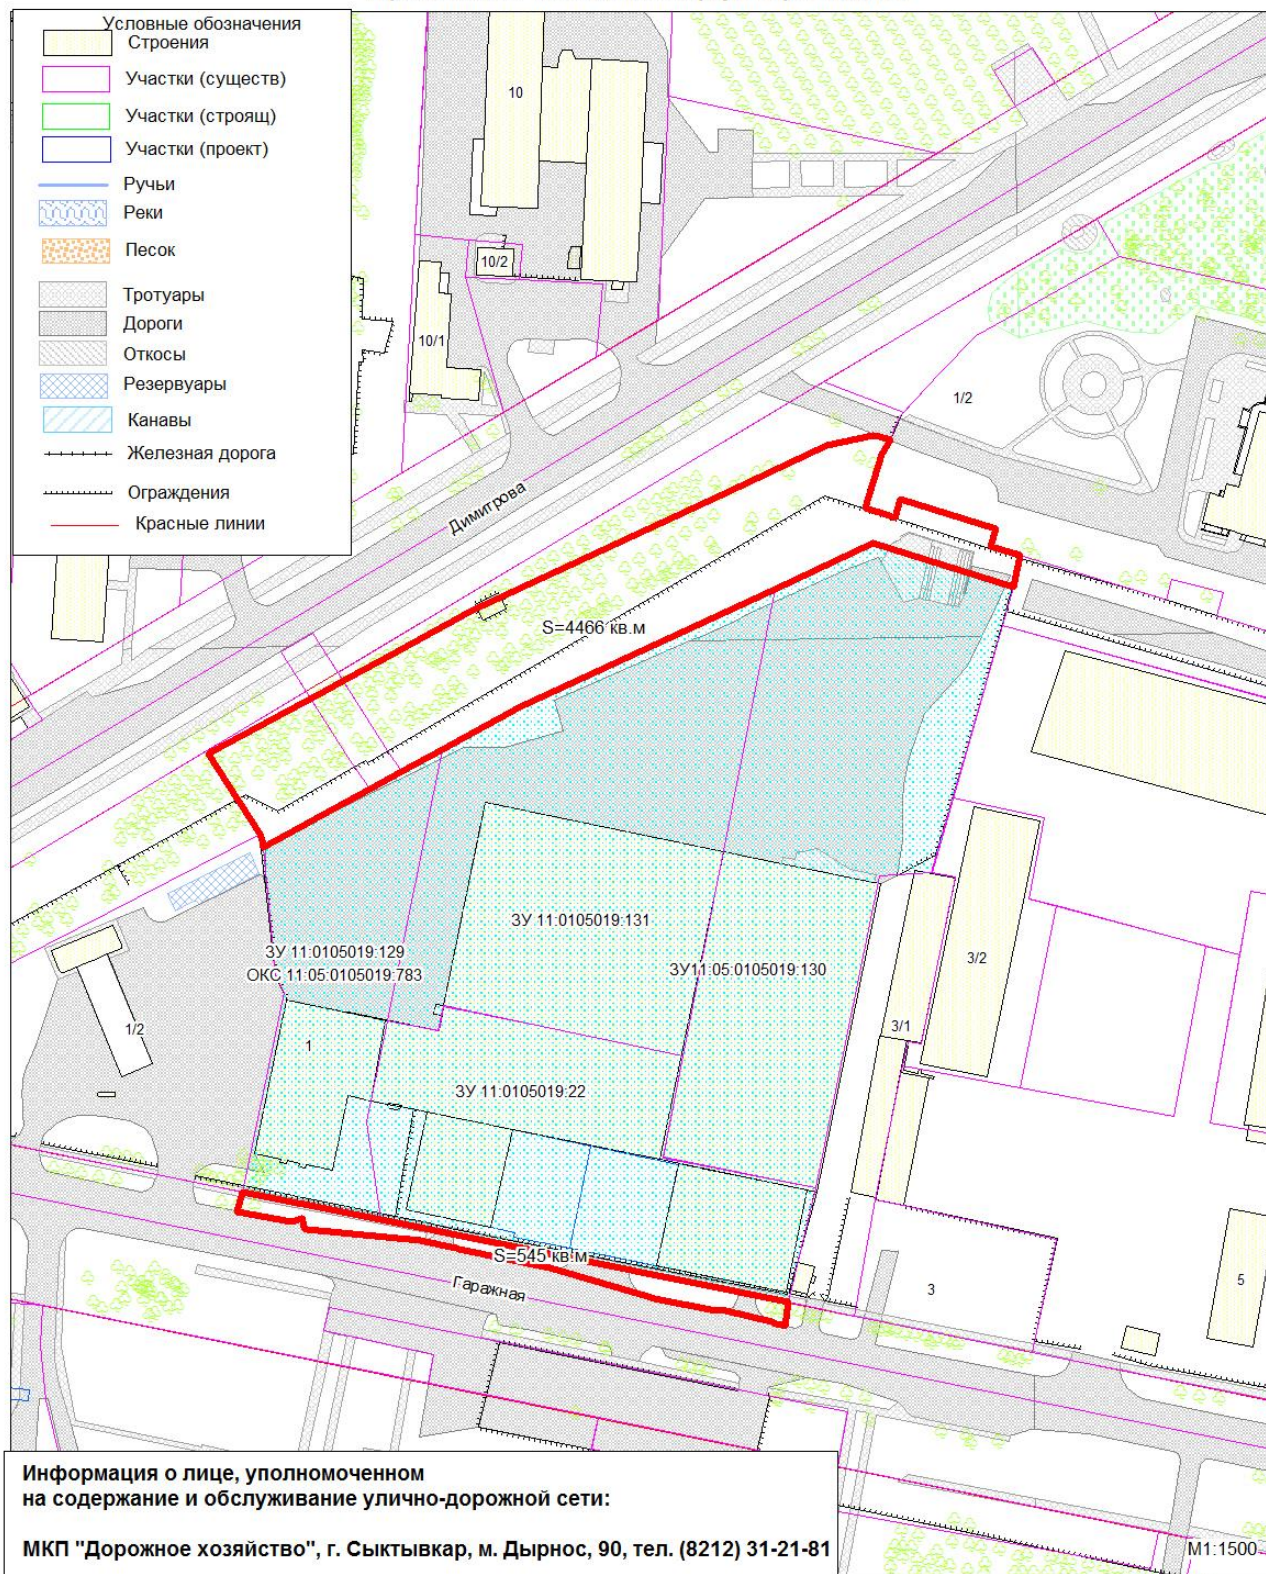 Условные обозначения
Строения
Участки (существ)
Участки (строящ)
Участки (проект)
Ручьи
Реки
Песок
Тротуары
Дороги
Откосы
Резервуары
Канавы
Железная дорога
Ограждения
Красные линии
10
10/2
10/1
1/2
Димитрова
S=4466 кв.м
ЗУ 11:0105019:131
ЗУ 11:0105019:129
ОКС 11:05:0105019:783
ЗУ11:05:0105019:130
3/2
3/1
1/2
1
ЗУ 11:0105019:22
S=545 кв.м
Гаражная
3
5
Информация о лице, уполномоченном
на содержание и обслуживание улично-дорожной сети:
МКП "Дорожное хозяйство", г. Сыктывкар, м. Дырнос, 90, тел. (8212) 31-21-81
М1:1500